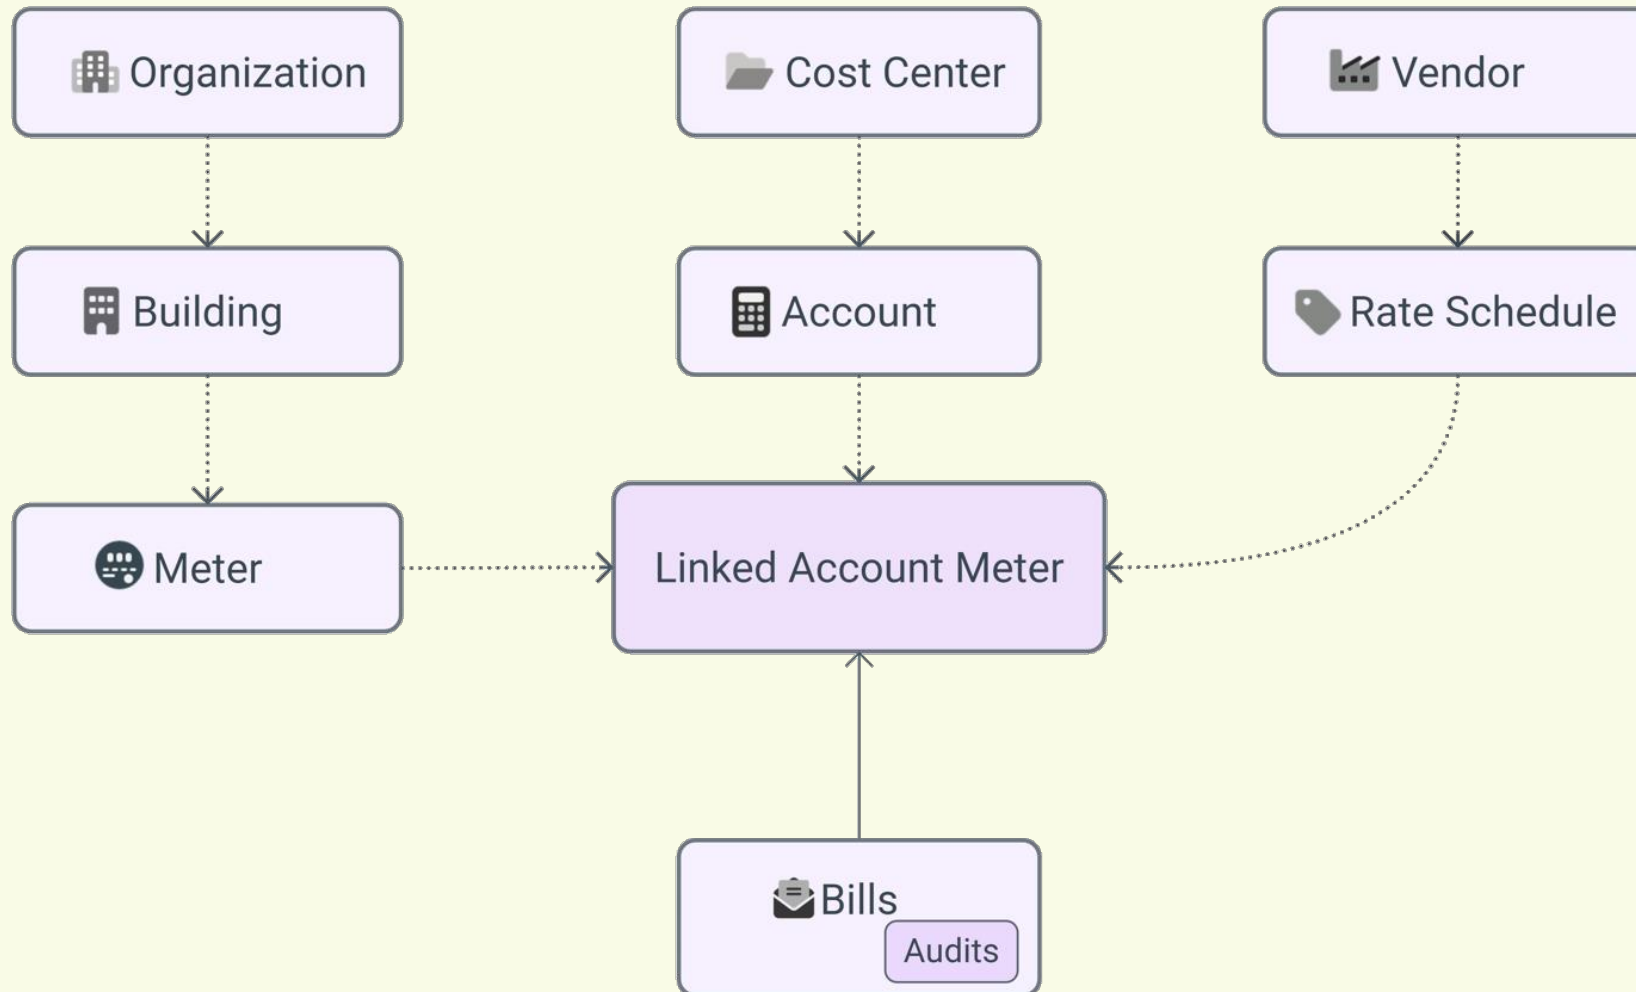 Organization
Cost Center
Vendor
Building
Account
Rate Schedule
Meter
Linked Account Meter
Bills
Audits